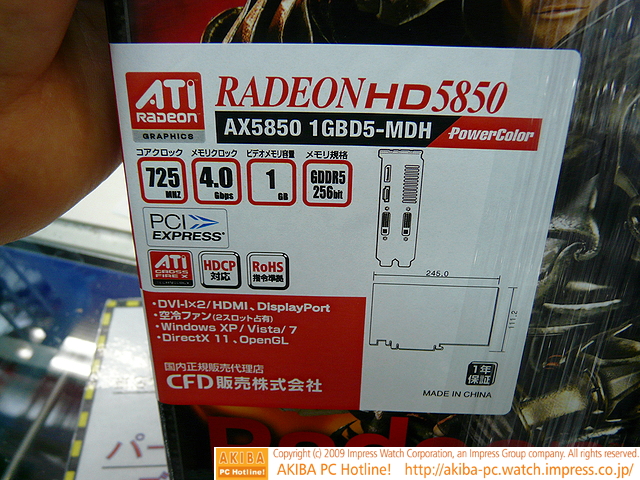 ATI
RADEON
GRAPHICS
RADEON HD 5850
AX5850 1GBD5-MDH
PowerColor
コアクロック メモリクロック ビデオメモリ容量 メモリ規格
725 MHZ
4.0 Gbps
1 GB
GDDR5 256bit
PCI
EXPRESS®
ATI
CROSS
FIRE X
HDCP
対応
RoHS
指令準拠
245.0
111.2
・DVI-I×2/HDMI、DisplayPort
・空冷ファン(2スロット占有)
・Windows XP/Vista/7
・DirectX 11、OpenGL
国内正規販売代理店
CFD販売株式会社
1年
保証
MADE IN CHINA
パー
AKIBA
PC Hotline!
Copyright (c) 2009 Impress Watch Corporation, an Impress Group company. All rights reserved.
AKIBA PC Hotline! http://akiba-pc.watch.impress.co.jp/